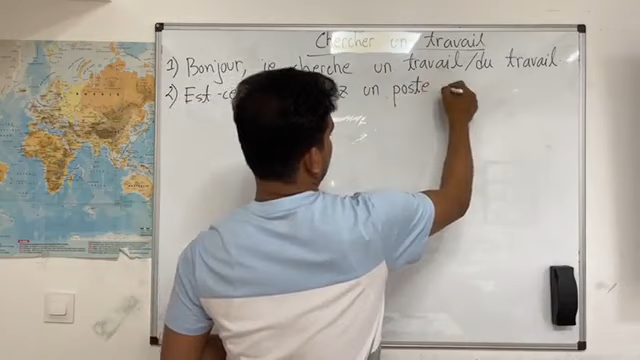 Chercher un travail
1) Bonjour, je cherche un travail/du travail
2) Est-ce z un poste